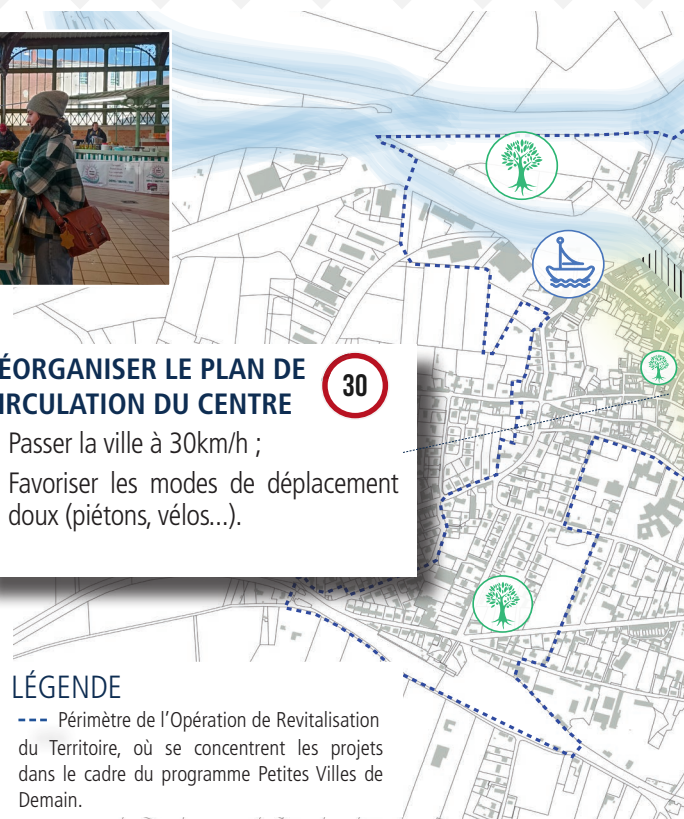 ÉORGANISER LE PLAN DE
IRCULATION DU CENTRE
30
Passer la ville à 30km/h ;
Favoriser les modes de déplacement
doux (piétons, vélos...).
LÉGENDE
Périmètre de l'Opération de Revitalisation
du Territoire, où se concentrent les projets
dans le cadre du programme Petites Villes de
Demain.